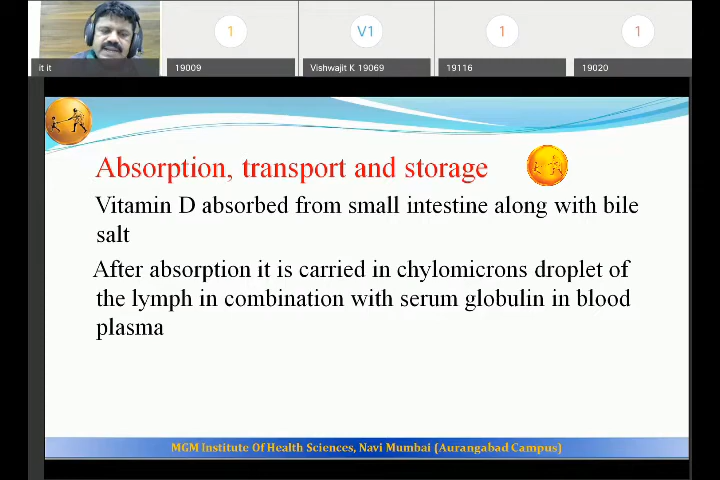 1
V1
1
1
it it
19009
Vishwajit K 19069
19116
19020
Absorption, transport and storage
Vitamin D absorbed from small intestine along with bile
salt
After absorption it is carried in chylomicrons droplet of
the lymph in combination with serum globulin in blood
plasma
MGM Institute Of Health Sciences, Navi Mumbai (Aurangabad Campus)